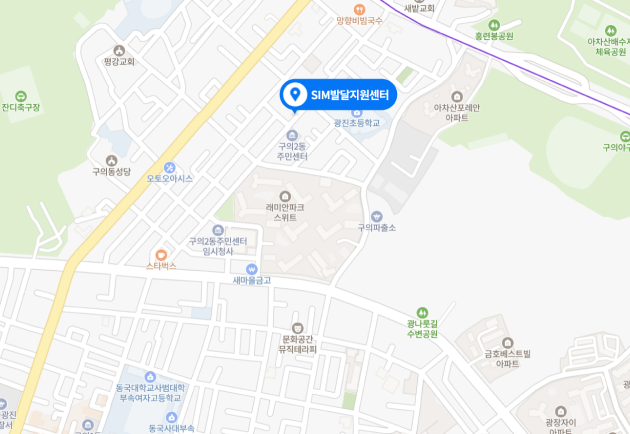 망향비빔국수
새밭교회
홍련봉공원
아차산배수지
체육공원
평강교회
SIM발달지원센터
잔디축구장
광진초등학교
아차산포레안
아파트
구의2동
주민센터
구의야구
구의동성당
오토오아시스
래미안파크
스위트
구의파출소
구의2동주민센터
임시청사
스타벅스
새마을금고
광나룻길
수변공원
문화공간
뮤직테라피
금호베스트빌
아파트
동국대학교사범대학
부속여자고등학교
광진
찰서
동국사대부속
광장자이
아파트